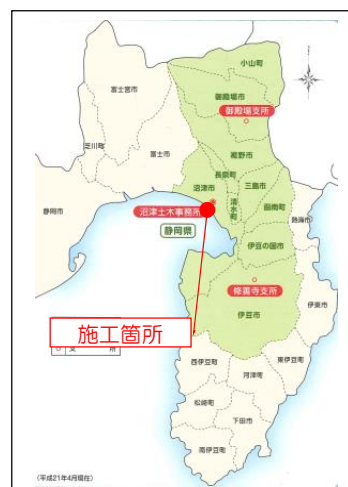 小山町
御殿場市
御殿場支所
富士宮市
裾野市
芝川町
富士市
長泉町
沼津市
三島市
清水町
函南町
静岡市
沼津土木事務所
熱海市
静岡県
伊豆の国市
修善寺支所
伊東市
伊豆市
施工箇所
支 所
西伊豆町
東伊豆町
河津町
松崎町
下田市
南伊豆町
(平成21年4月現在)